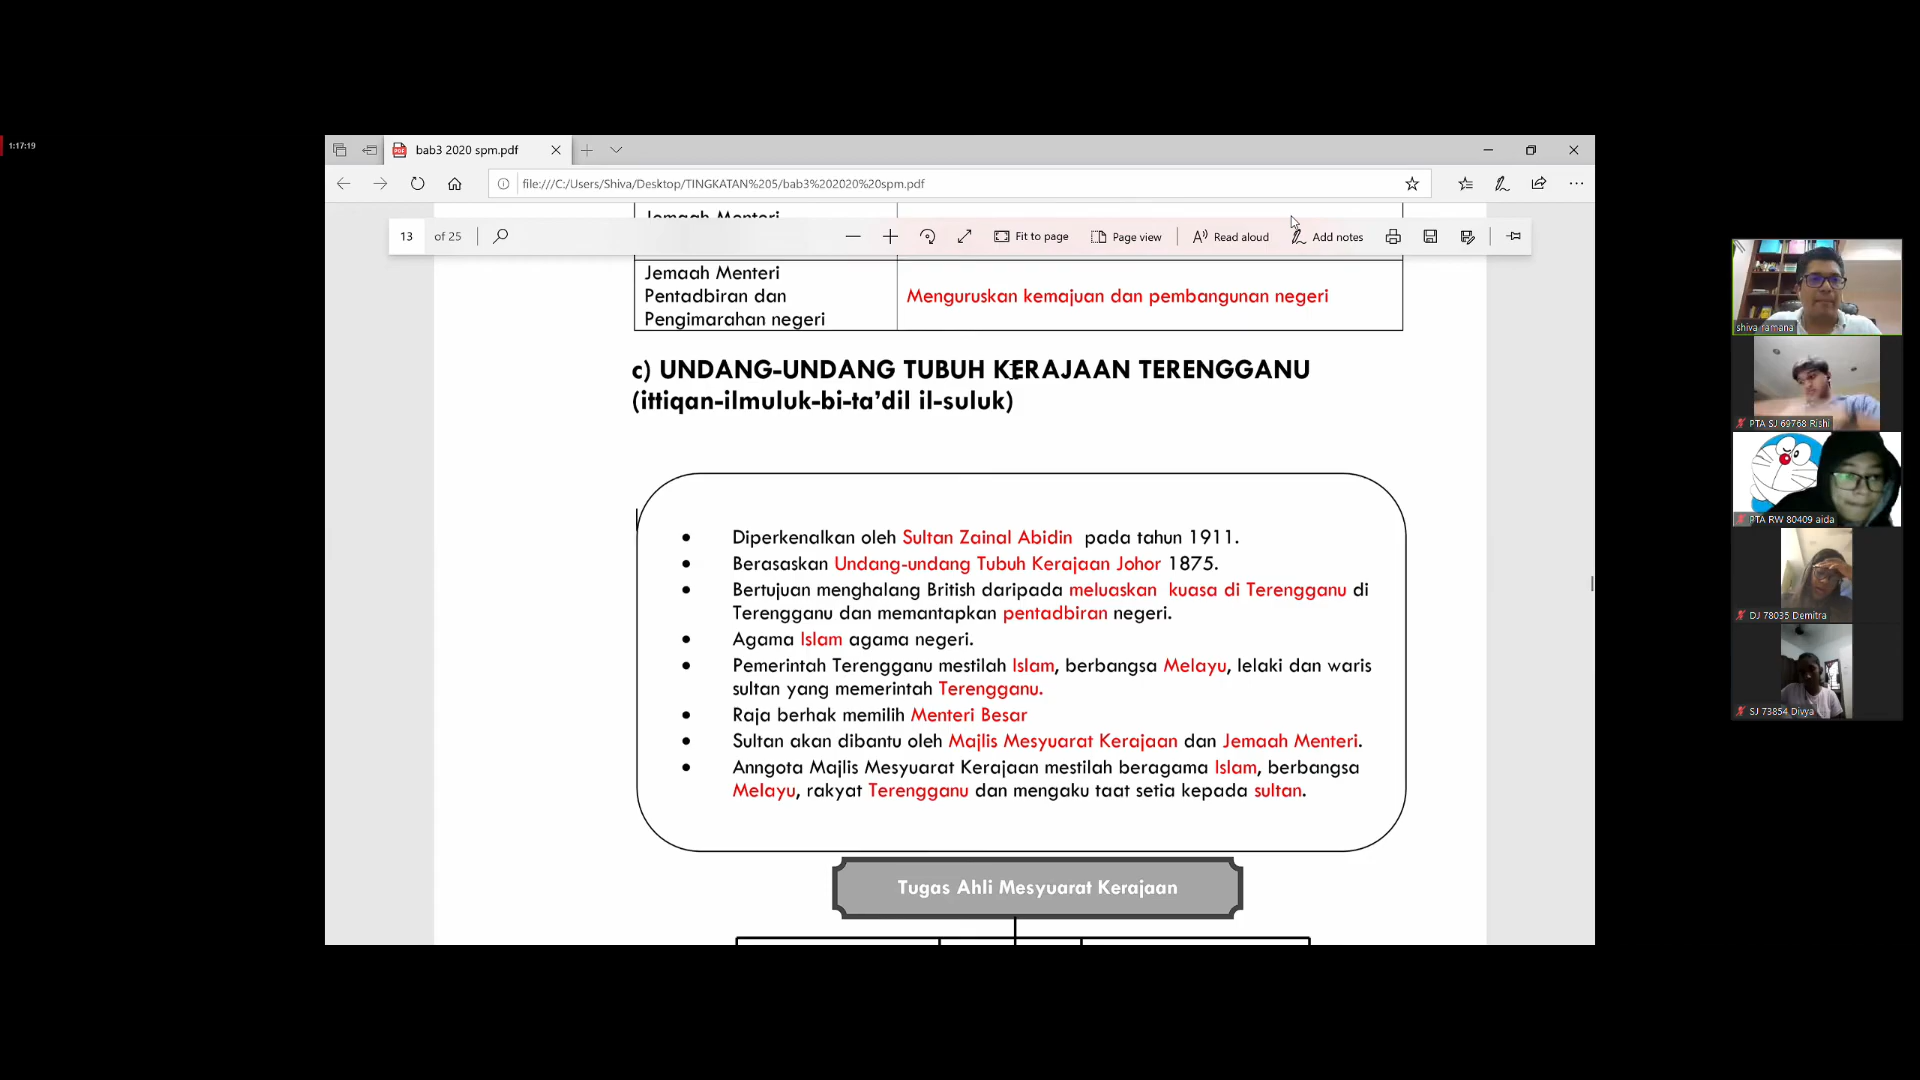 1:17:19
bab3 2020 spm.pdf
file:///C:/Users/Shiva/Desktop/TINGKATAN%205/bab3%202020%20spm.pdf
Jemaah Menteri
13 of 25 Fit to page Page view Read aloud Add notes
Jemaah Menteri
Pentadbiran dan
Pengimarahan negeri
Menguruskan kemajuan dan pembangunan negeri
c) UNDANG-UNDANG TUBUH KERAJAAN TERENGGANU
(ittiqan-ilmuluk-bi-ta’dil il-suluk)
• Diperkenalkan oleh Sultan Zainal Abidin pada tahun 1911.
• Berasaskan Undang-undang Tubuh Kerajaan Johor 1875.
• Bertujuan menghalang British daripada meluaskan kuasa di Terengganu di
Terengganu dan memantapkan pentadbiran negeri.
• Agama Islam agama negeri.
• Pemerintah Terengganu mestilah Islam, berbangsa Melayu, lelaki dan waris
sultan yang memerintah Terengganu.
• Raja berhak memilih Menteri Besar
• Sultan akan dibantu oleh Majlis Mesyuarat Kerajaan dan Jemaah Menteri.
• Anngota Majlis Mesyuarat Kerajaan mestilah beragama Islam, berbangsa
Melayu, rakyat Terengganu dan mengaku taat setia kepada sultan.
Tugas Ahli Mesyuarat Kerajaan
shiva ramana
PTA SJ 69768 Rishi
PTA RW 80409 aida
DJ 78035 Demitra
SJ 73854 Divya